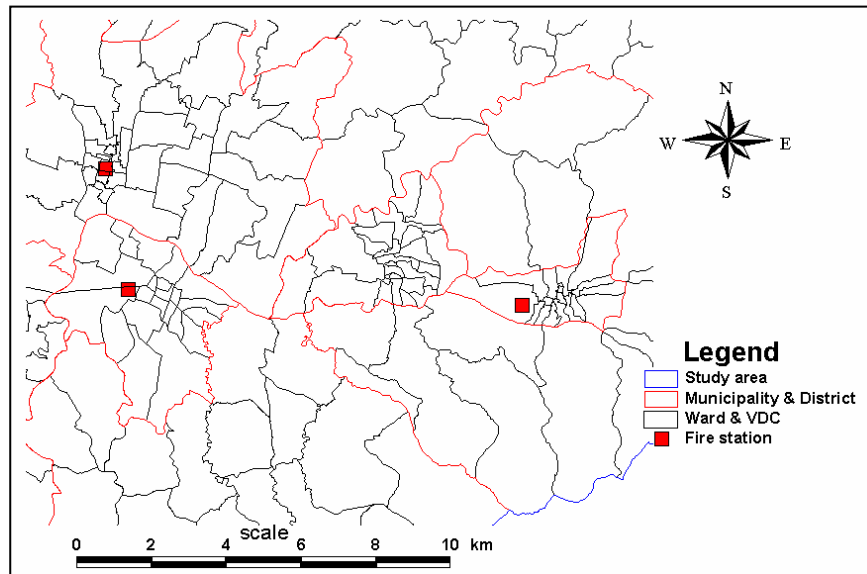 N
W E
S
Legend
Study area
Municipality & District
Ward & VDC
Fire station
scale
0 2 4 6 8 10 km